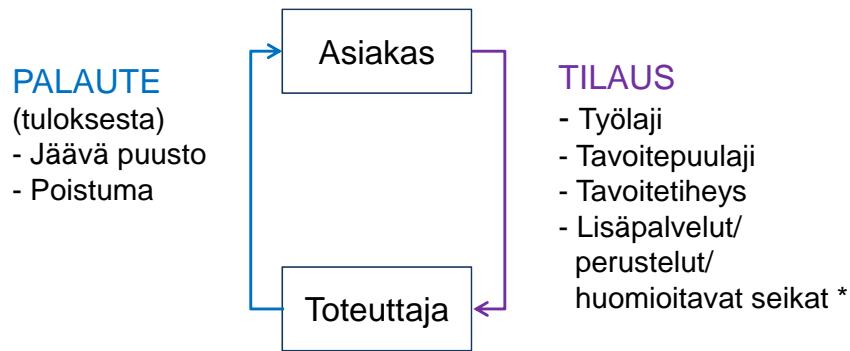 Asiakas
PALAUTE
(tuloksesta)
- Jäävä puusto
- Poistuma
TILAUS
- Työlaji
- Tavoitepuulaji
- Tavoitetiheys
- Lisäpalvelut/
perustelut/
huomioitavat seikat *
Toteuttaja